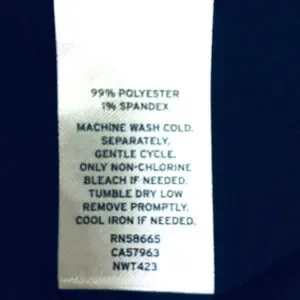 99% POLYESTER
1% SPANDEX
MACHINE WASH COLD.
SEPARATELY.
GENTLE CYCLE.
ONLY NON-CHLORINE
BLEACH IF NEEDED.
TUMBLE DRY LOW
REMOVE PROMPTLY.
COOL IRON IF NEEDED.
RN58665
CA57963
NWT423